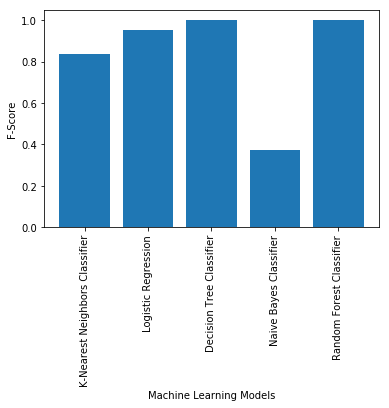 1.0
0.8
0.6
0.4
0.2
0.0
F-Score
K-Nearest Neighbors Classifier
Logistic Regression
Decision Tree Classifier
Naive Bayes Classifier
Random Forest Classifier
Machine Learning Models